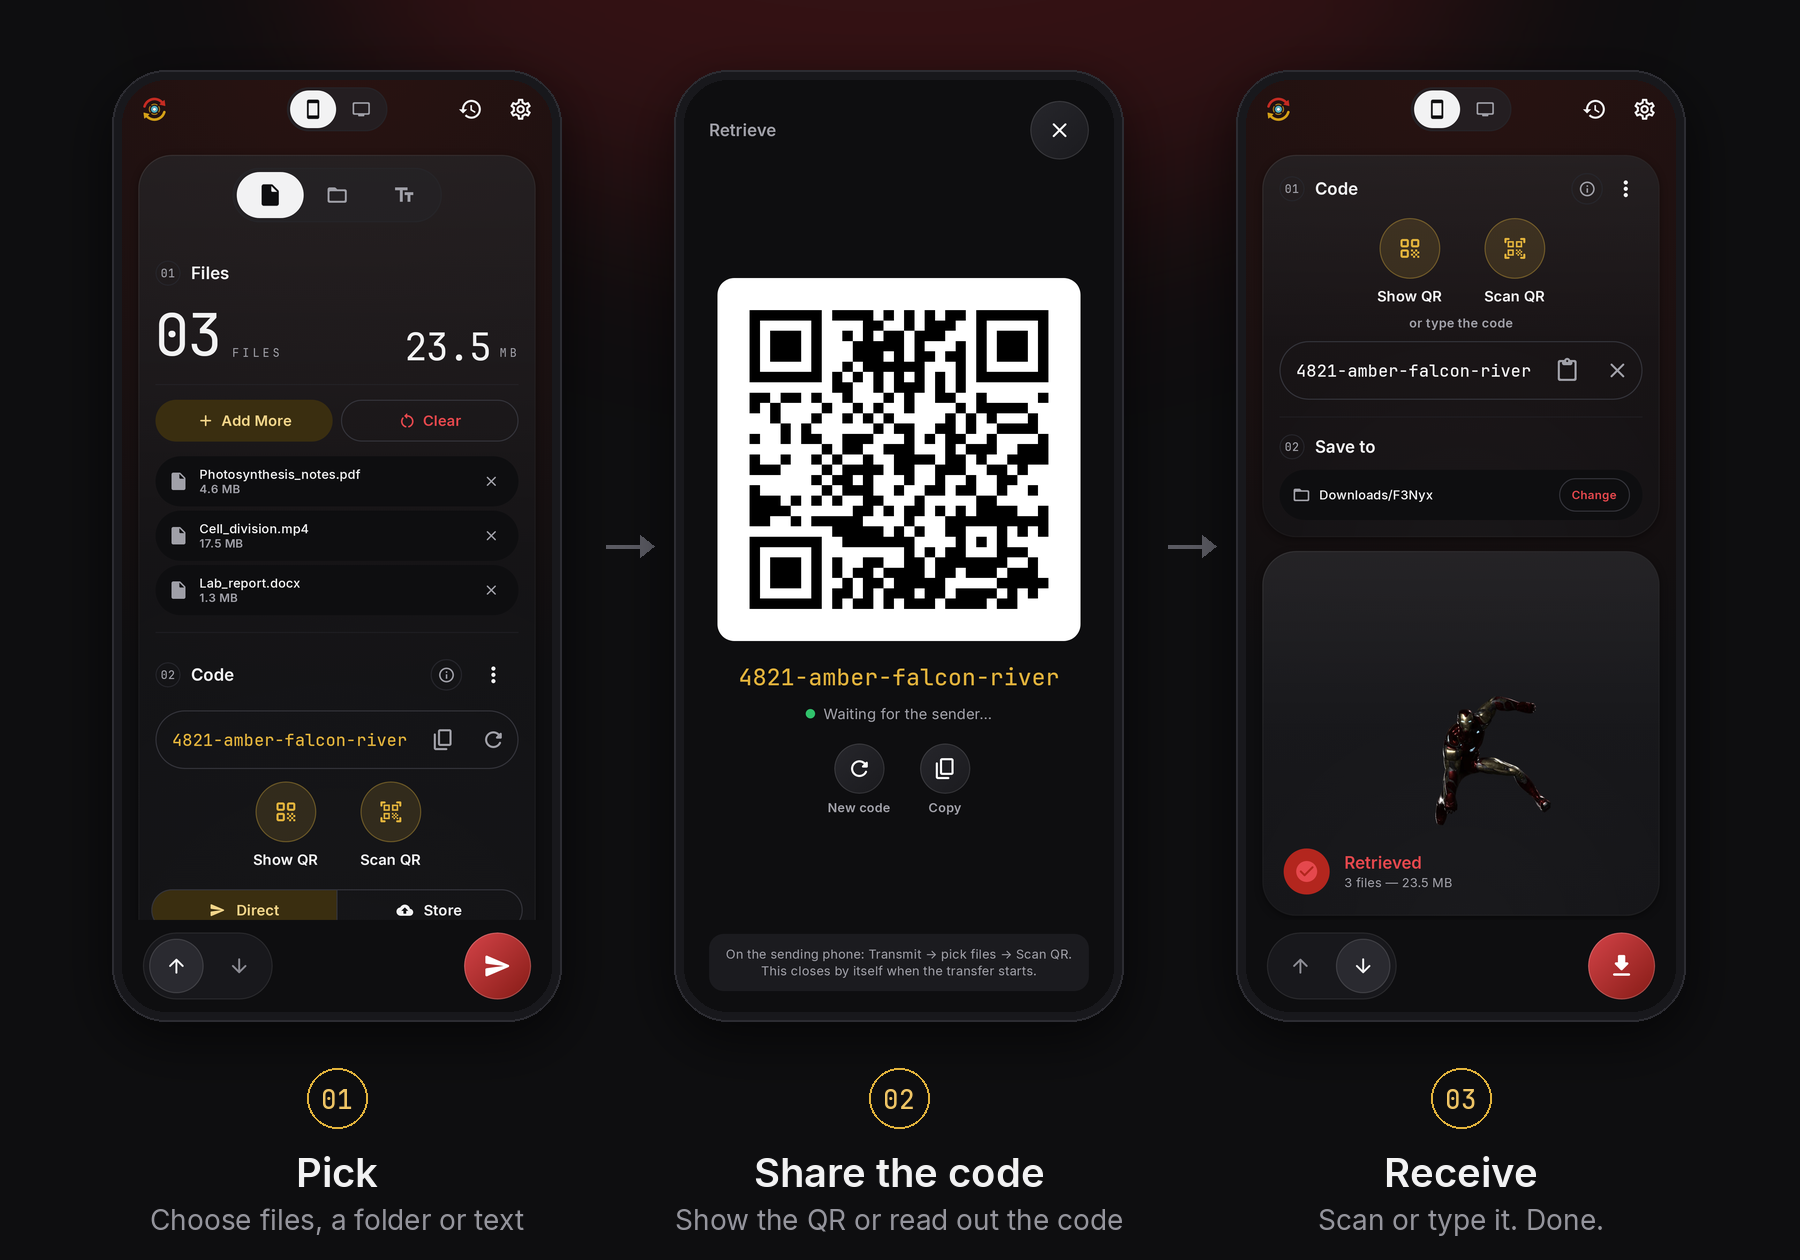 01 Files
03 FILES 23.5 MB
Add More
Clear
Photosynthesis_notes.pdf
4.6 MB
Cell_division.mp4
17.5 MB
Lab_report.docx
1.3 MB
02 Code
4821-amber-falcon-river
Show QR
Scan QR
Direct
Store
Retrieve
4821-amber-falcon-river
Waiting for the sender...
New code
Copy
On the sending phone: Transmit → pick files → Scan QR.
This closes by itself when the transfer starts.
01 Code
Show QR
Scan QR
or type the code
4821-amber-falcon-river
02 Save to
Downloads/F3Nyx
Change
Retrieved
3 files — 23.5 MB
01
Pick
Choose files, a folder or text
02
Share the code
Show the QR or read out the code
03
Receive
Scan or type it. Done.